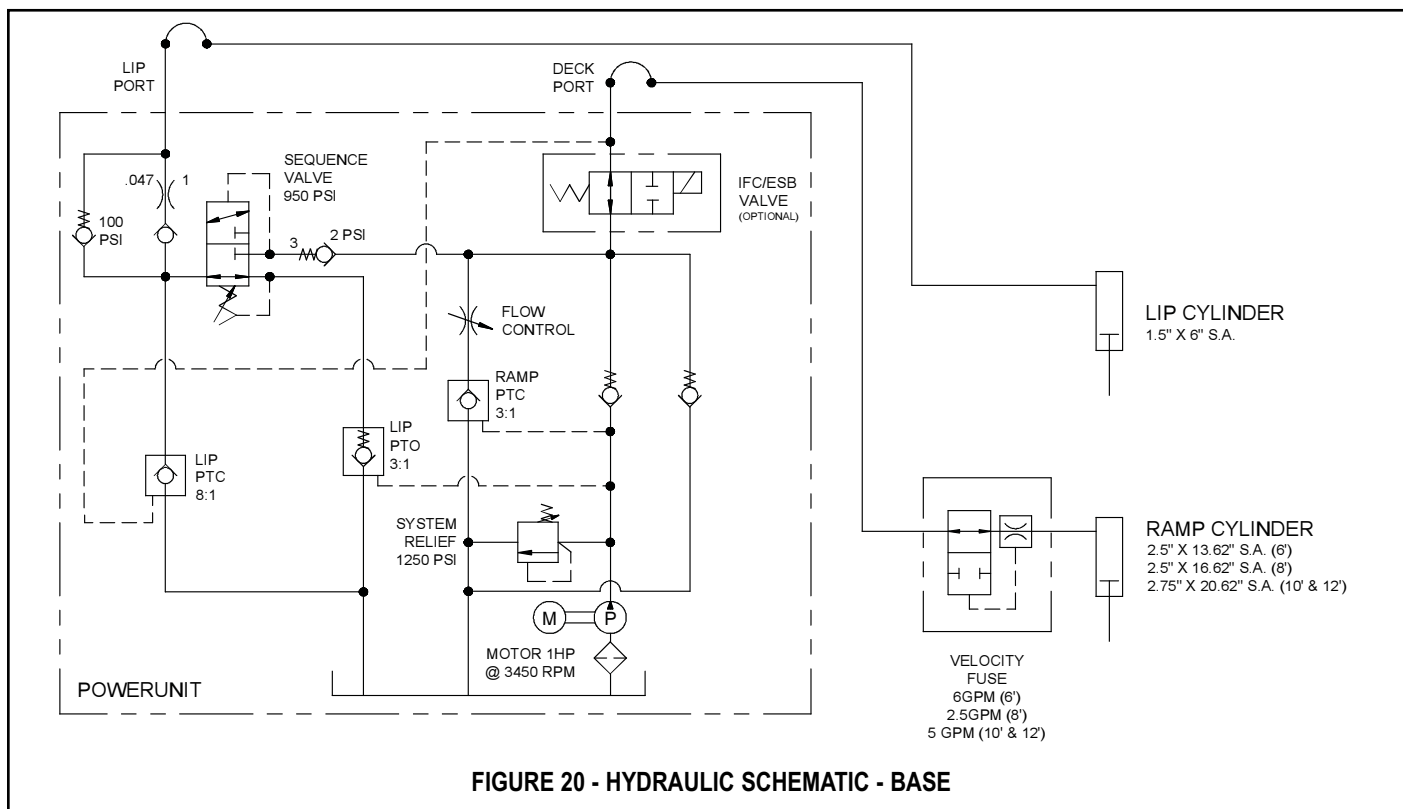 LIP
PORT
DECK
PORT
SEQUENCE
VALVE
950 PSI
.047
1
100
PSI
3
2 PSI
IFC/ESB
VALVE
(OPTIONAL)
FLOW
CONTROL
RAMP
PTC
3:1
LIP
PTO
3:1
LIP
PTC
8:1
SYSTEM
RELIEF
1250 PSI
M
P
MOTOR 1HP
@ 3450 RPM
POWERUNIT
LIP CYLINDER
1.5" X 6" S.A.
RAMP CYLINDER
2.5" X 13.62" S.A. (6')
2.5" X 16.62" S.A. (8')
2.75" X 20.62" S.A. (10' & 12')
VELOCITY
FUSE
6GPM (6')
2.5GPM (8')
5 GPM (10' & 12')
FIGURE 20 - HYDRAULIC SCHEMATIC - BASE